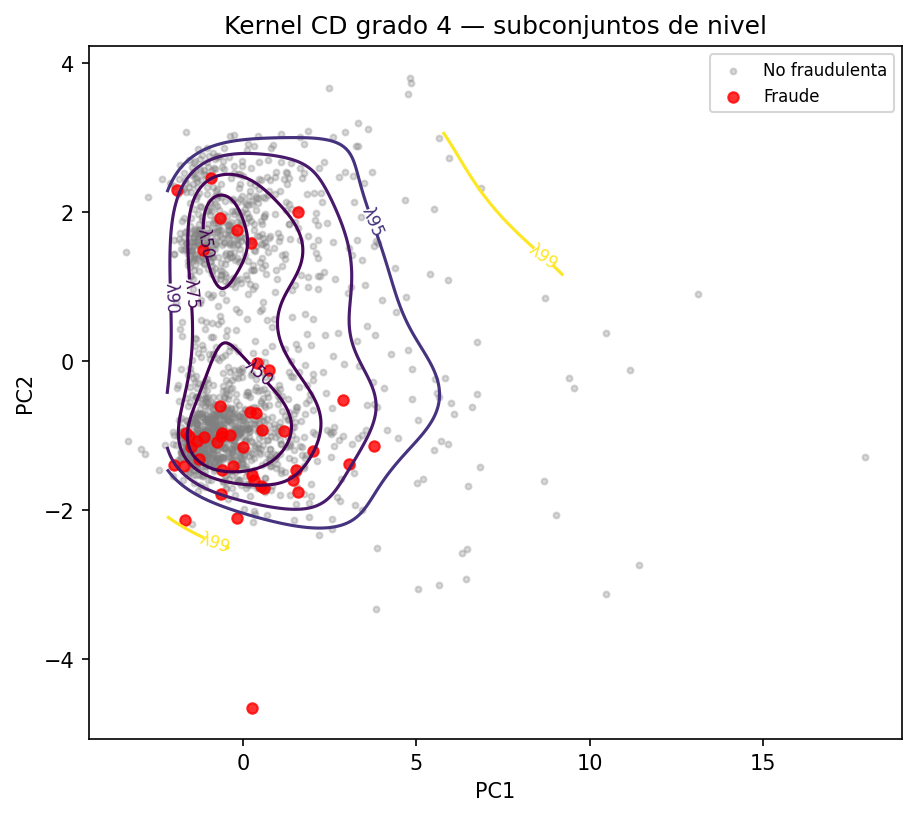 Kernel CD grado 4 — subconjuntos de nivel
No fraudulenta
Fraude
4
2
0
−2
−4
PC2
λ50
λ75
λ90
λ95
λ99
λ50
λ99
0
5
10
15
PC1